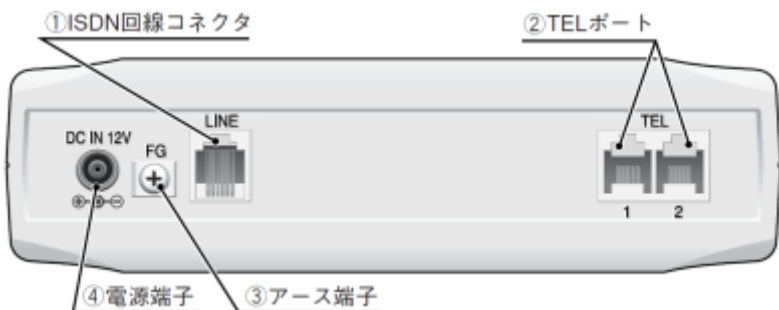 ①ISDN回線コネクタ
②TELポート
LINE
TEL
DC IN 12V
FG
1 2
④電源端子
③アース端子